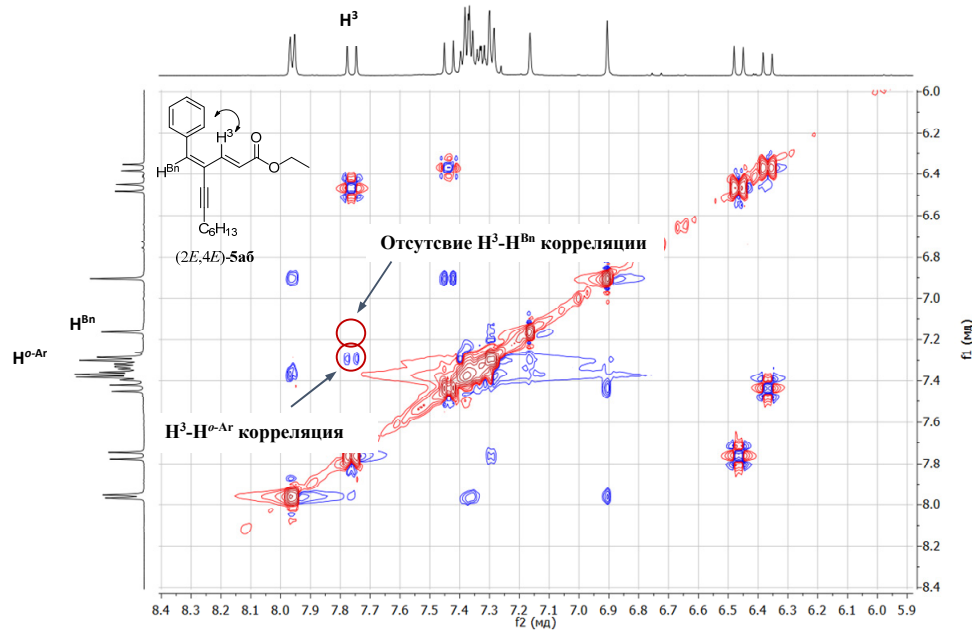 H³
H³
O
O
HBn
C₆H₁₃
(2E,4E)-5аб
Отсутсвие H³-HBn корреляции
HBn
Ho-Ar
H³-Ho-Ar корреляция
6.0
6.2
6.4
6.6
6.8
7.0
7.2
7.4
7.6
7.8
8.0
8.2
8.4
f1 (мд)
8.4 8.3 8.2 8.1 8.0 7.9 7.8 7.7 7.6 7.5 7.4 7.3 7.2 7.1 7.0 6.9 6.8 6.7 6.6 6.5 6.4 6.3 6.2 6.1 6.0 5.9
f2 (мд)